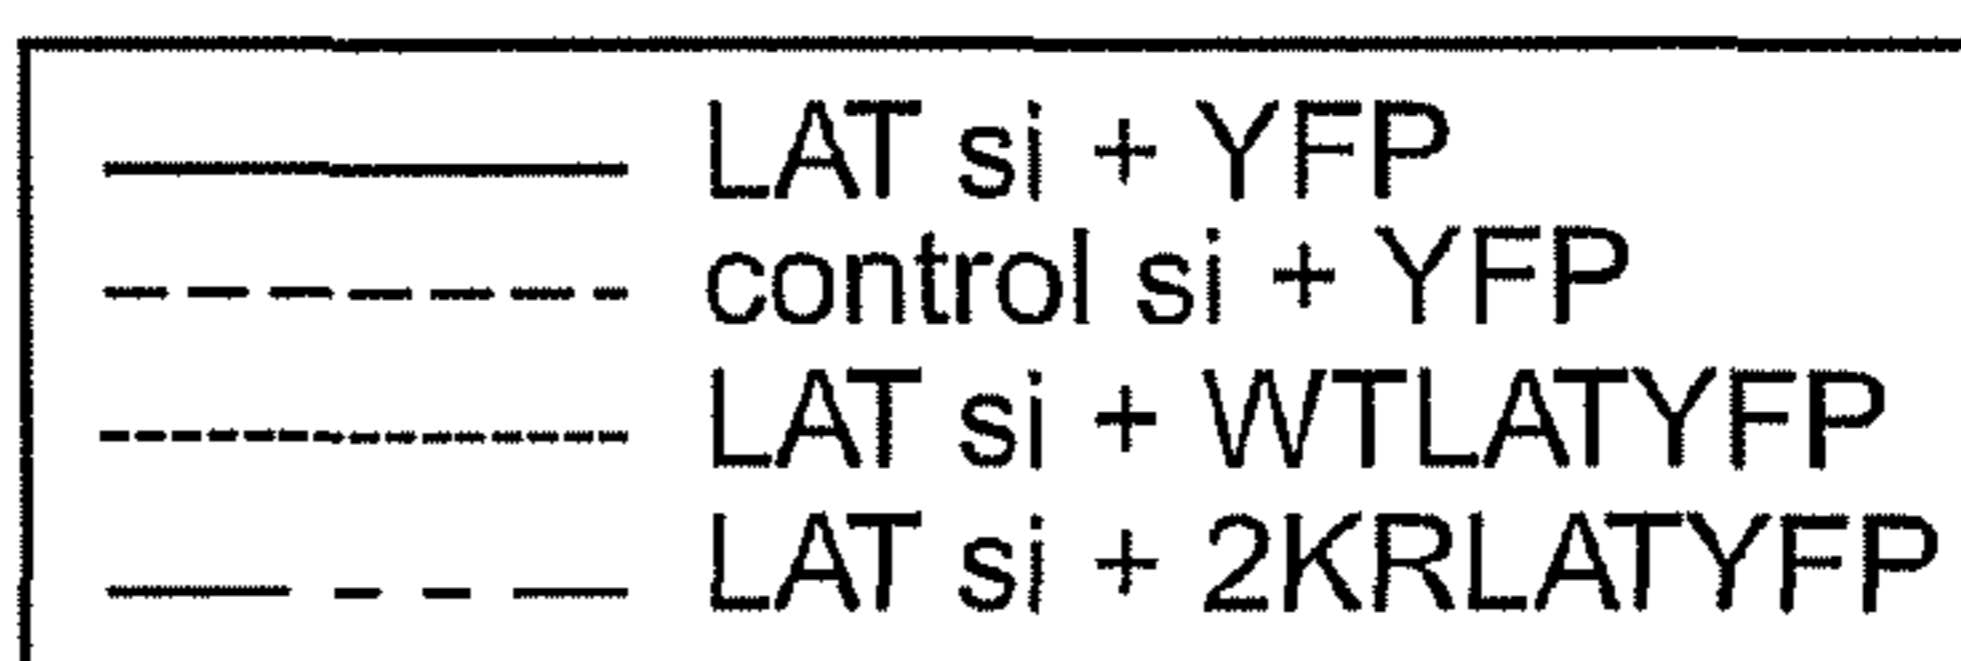 LAT si + YFP
control si + YFP
LAT si + WTLATYFP
LAT si + 2KRLATYFP